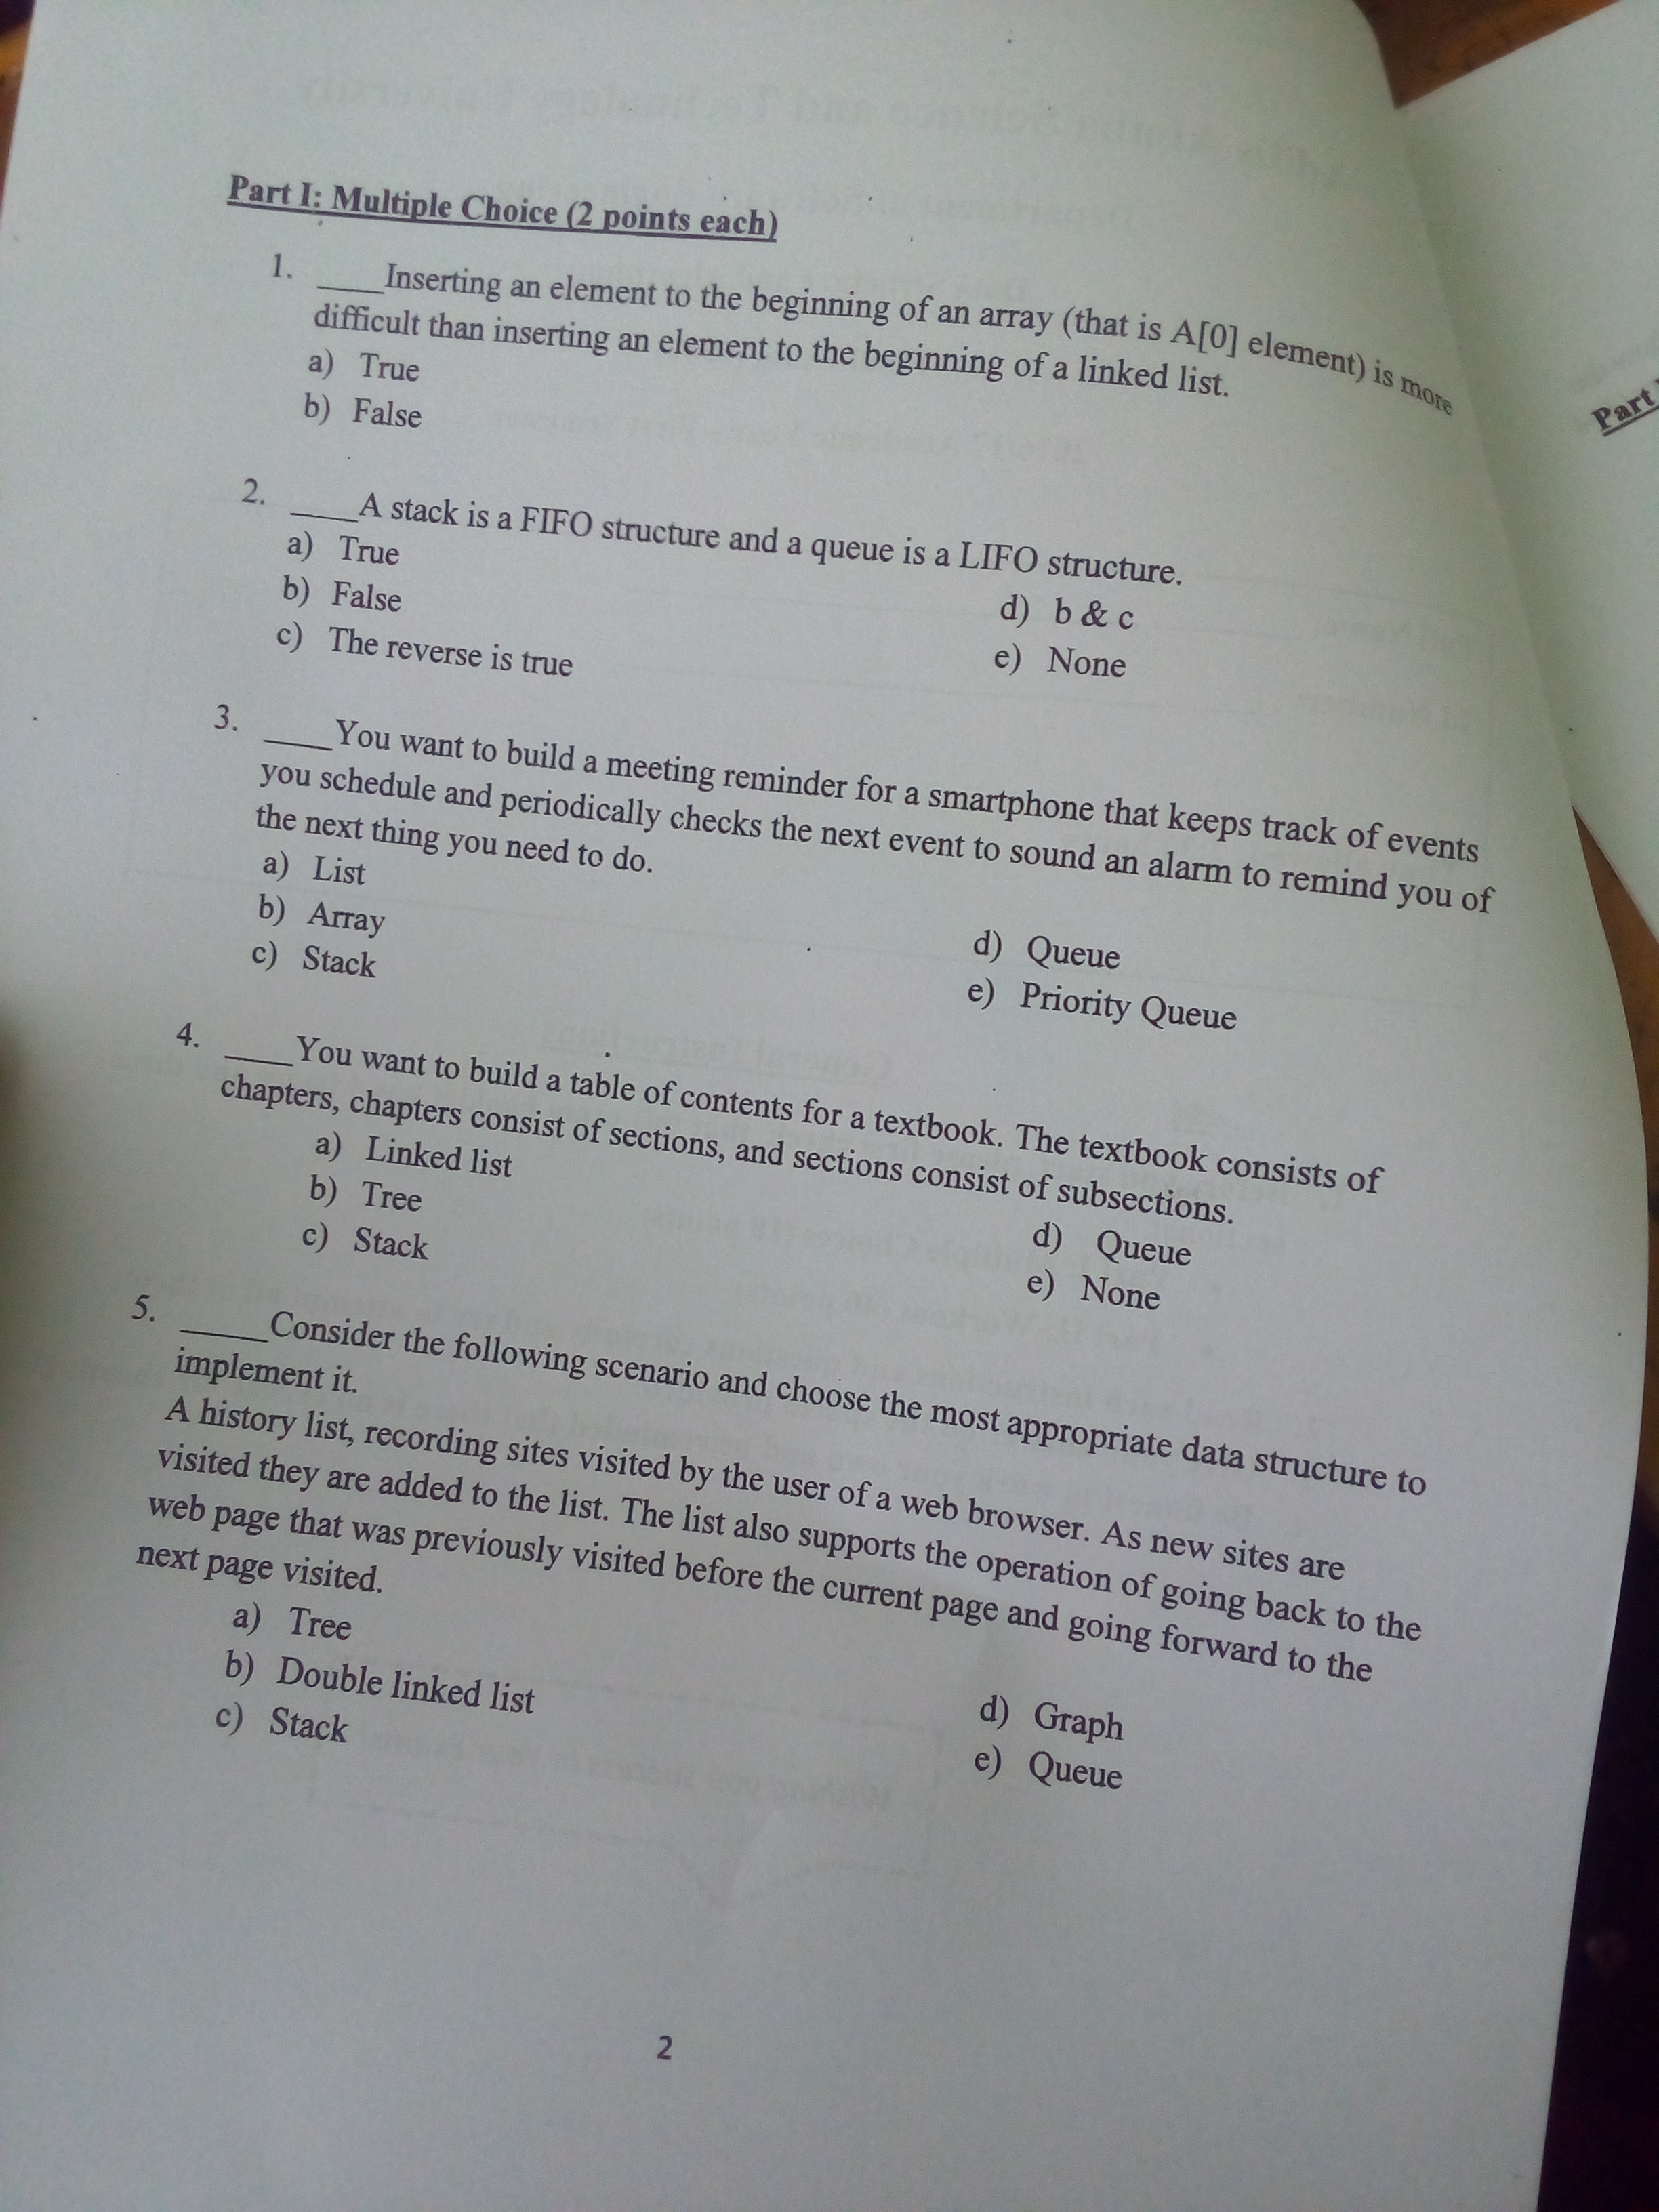 Part I: Multiple Choice (2 points each)
1. ____Inserting an element to the beginning of an array (that is A[0] element) is more
difficult than inserting an element to the beginning of a linked list.
a) True
b) False
2. ____A stack is a FIFO structure and a queue is a LIFO structure.
a) True
b) False
c) The reverse is true
d) b & c
e) None
3. ____You want to build a meeting reminder for a smartphone that keeps track of events
you schedule and periodically checks the next event to sound an alarm to remind you of
the next thing you need to do.
a) List
b) Array
c) Stack
d) Queue
e) Priority Queue
4. ____You want to build a table of contents for a textbook. The textbook consists of
chapters, chapters consist of sections, and sections consist of subsections.
a) Linked list
b) Tree
c) Stack
d) Queue
e) None
5. _____Consider the following scenario and choose the most appropriate data structure to
implement it.
A history list, recording sites visited by the user of a web browser. As new sites are
visited they are added to the list. The list also supports the operation of going back to the
web page that was previously visited before the current page and going forward to the
next page visited.
a) Tree
b) Double linked list
c) Stack
d) Graph
e) Queue
2
Part